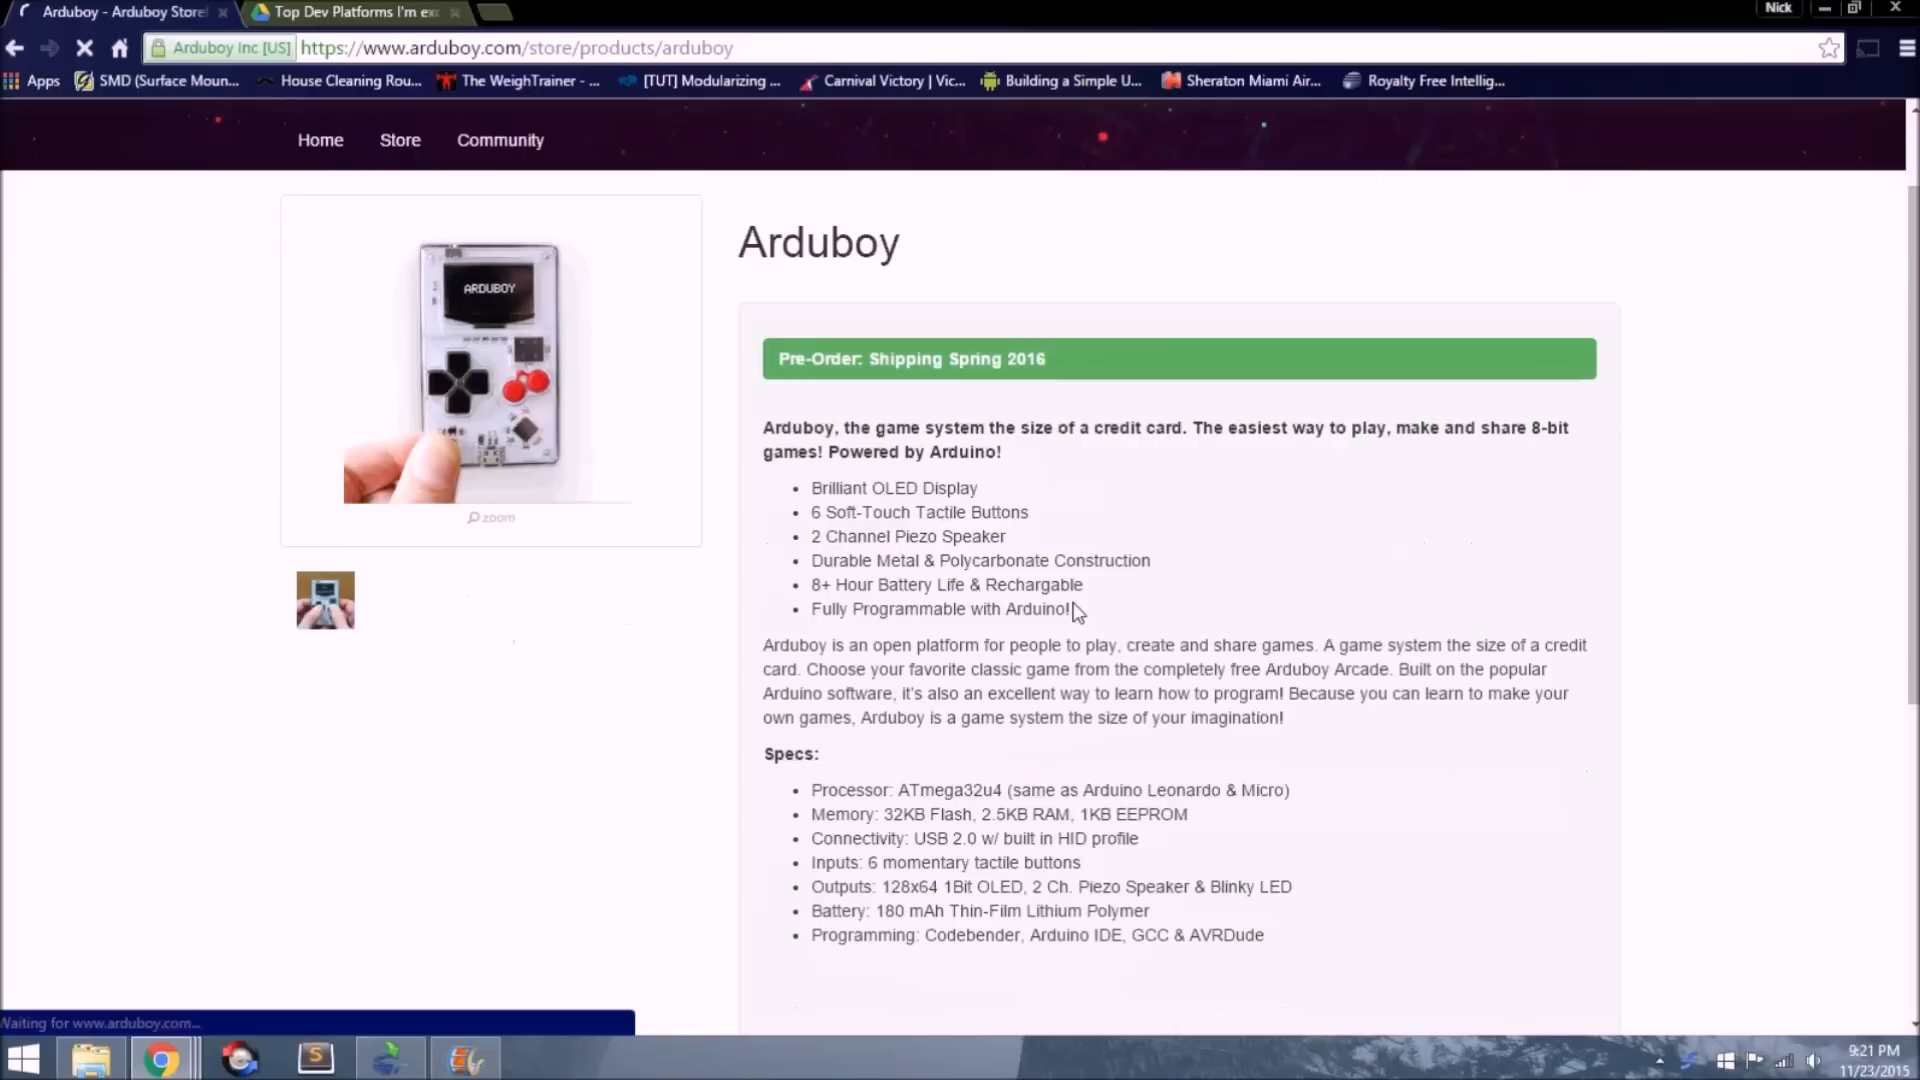 Arduboy - Arduboy Store
Top Dev Platforms I'm exc
Nick
Arduboy Inc [US]
https://www.arduboy.com/store/products/arduboy
Apps
SMD (Surface Moun...
House Cleaning Rou...
The WeighTrainer - ...
[TUT] Modularizing ...
Carnival Victory | Vic...
Building a Simple U...
Sheraton Miami Air...
Royalty Free Intellig...
Home
Store
Community
ARDUBOY
zoom
Arduboy
Pre-Order: Shipping Spring 2016
Arduboy, the game system the size of a credit card. The easiest way to play, make and share 8-bit
games! Powered by Arduino!
Brilliant OLED Display
6 Soft-Touch Tactile Buttons
2 Channel Piezo Speaker
Durable Metal & Polycarbonate Construction
8+ Hour Battery Life & Rechargable
Fully Programmable with Arduino!
Arduboy is an open platform for people to play, create and share games. A game system the size of a credit
card. Choose your favorite classic game from the completely free Arduboy Arcade. Built on the popular
Arduino software, it's also an excellent way to learn how to program! Because you can learn to make your
own games, Arduboy is a game system the size of your imagination!
Specs:
Processor: ATmega32u4 (same as Arduino Leonardo & Micro)
Memory: 32KB Flash, 2.5KB RAM, 1KB EEPROM
Connectivity: USB 2.0 w/ built in HID profile
Inputs: 6 momentary tactile buttons
Outputs: 128x64 1Bit OLED, 2 Ch. Piezo Speaker & Blinky LED
Battery: 180 mAh Thin-Film Lithium Polymer
Programming: Codebender, Arduino IDE, GCC & AVRDude
Waiting for www.arduboy.com...
9:21 PM
11/23/2015